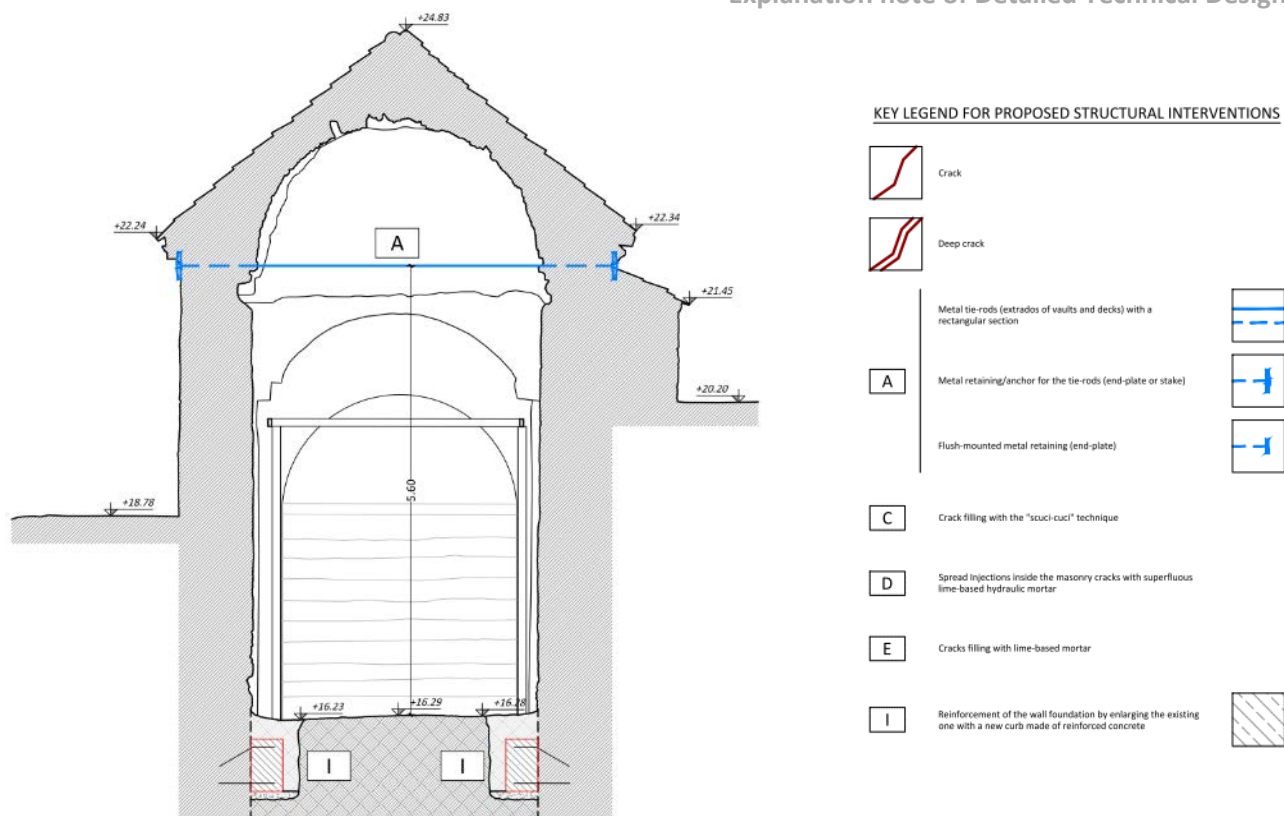 Explanation note of Detailed Technical Design
+24.83
+22.24
+22.34
A
+21.45
+20.20
+18.78
5.60
+16.23
+16.29
+16.28
I
I
KEY LEGEND FOR PROPOSED STRUCTURAL INTERVENTIONS
Crack
Deep crack
Metal tie-rods (extrados of vaults and decks) with a
rectangular section
A
Metal retaining/anchor for the tie-rods (end-plate or stake)
Flush-mounted metal retaining (end-plate)
C
Crack filling with the "scuci-cuci" technique
D
Spread Injections inside the masonry cracks with superfluous
lime-based hydraulic mortar
E
Cracks filling with lime-based mortar
I
Reinforcement of the wall foundation by enlarging the existing
one with a new curb made of reinforced concrete